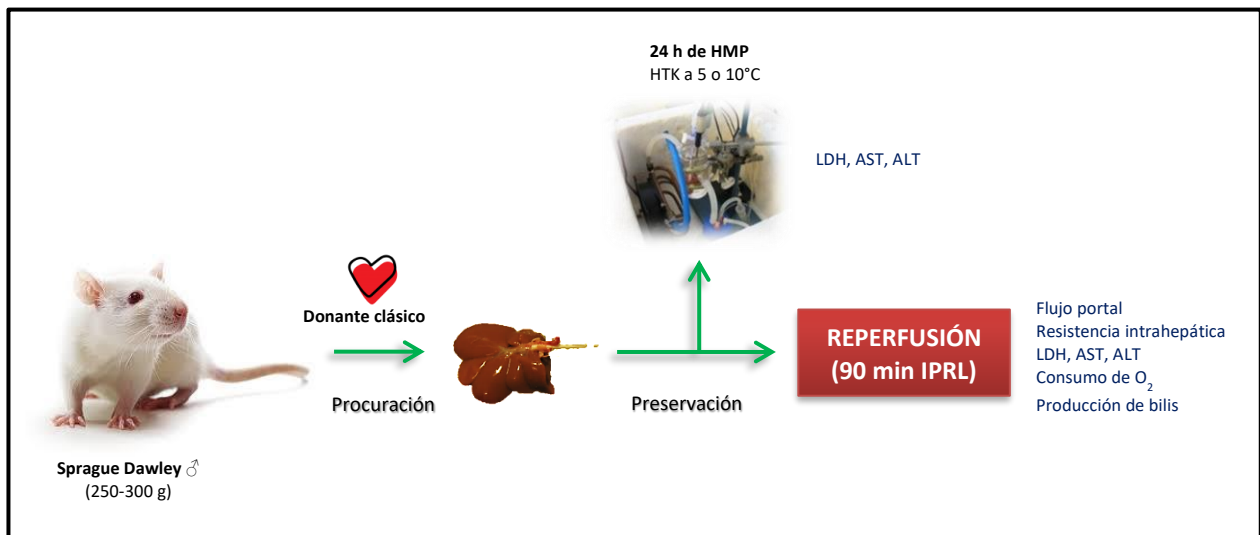 24 h de HMP
HTK a 5 o 10°C
LDH, AST, ALT
Donante clásico
Procuración
Preservación
REPERFUSIÓN
(90 min IPRL)
Flujo portal
Resistencia intrahepática
LDH, AST, ALT
Consumo de O₂
Producción de bilis
Sprague Dawley ♂
(250-300 g)